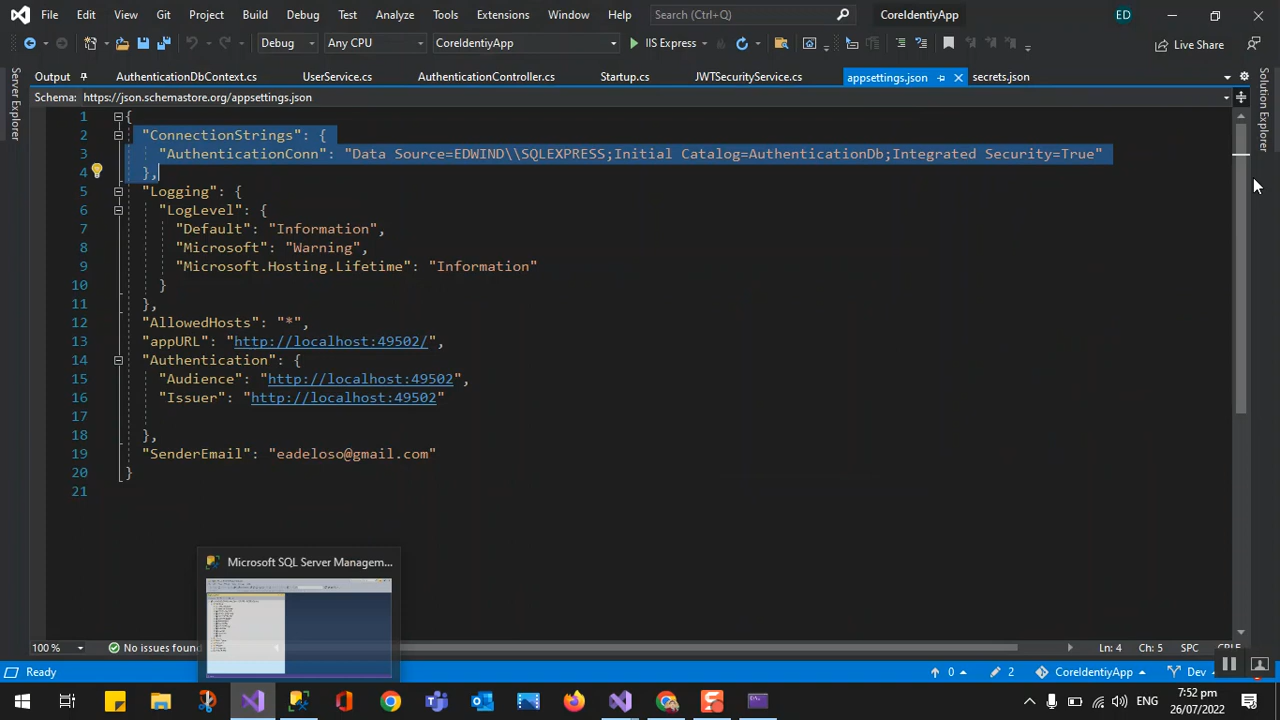 File Edit View Git Project Build Debug Test Analyze Tools Extensions Window Help Search (Ctrl+Q) CoreIdentiyApp ED
Debug Any CPU CoreIdentiyApp IIS Express Live Share
Output AuthenticationDbContext.cs UserService.cs AuthenticationController.cs Startup.cs JWTSecurityService.cs appsettings.json secrets.json
Schema: https://json.schemastore.org/appsettings.json
Server Explorer
Solution Explorer
1 {
2 "ConnectionStrings": {
3 "AuthenticationConn": "Data Source=EDWIND\\SQLEXPRESS;Initial Catalog=AuthenticationDb;Integrated Security=True"
4 },
5 "Logging": {
6 "LogLevel": {
7 "Default": "Information",
8 "Microsoft": "Warning",
9 "Microsoft.Hosting.Lifetime": "Information"
10 }
11 },
12 "AllowedHosts": "*",
13 "appURL": "http://localhost:49502/",
14 "Authentication": {
15 "Audience": "http://localhost:49502",
16 "Issuer": "http://localhost:49502"
17
18 },
19 "SenderEmail": "eadeloso@gmail.com"
20 }
21
Microsoft SQL Server Managem...
100 % No issues found Ln: 4 Ch: 5 SPC CRLF
Ready 0 2 CoreIdentiyApp Dev
ENG 7:52 pm
26/07/2022